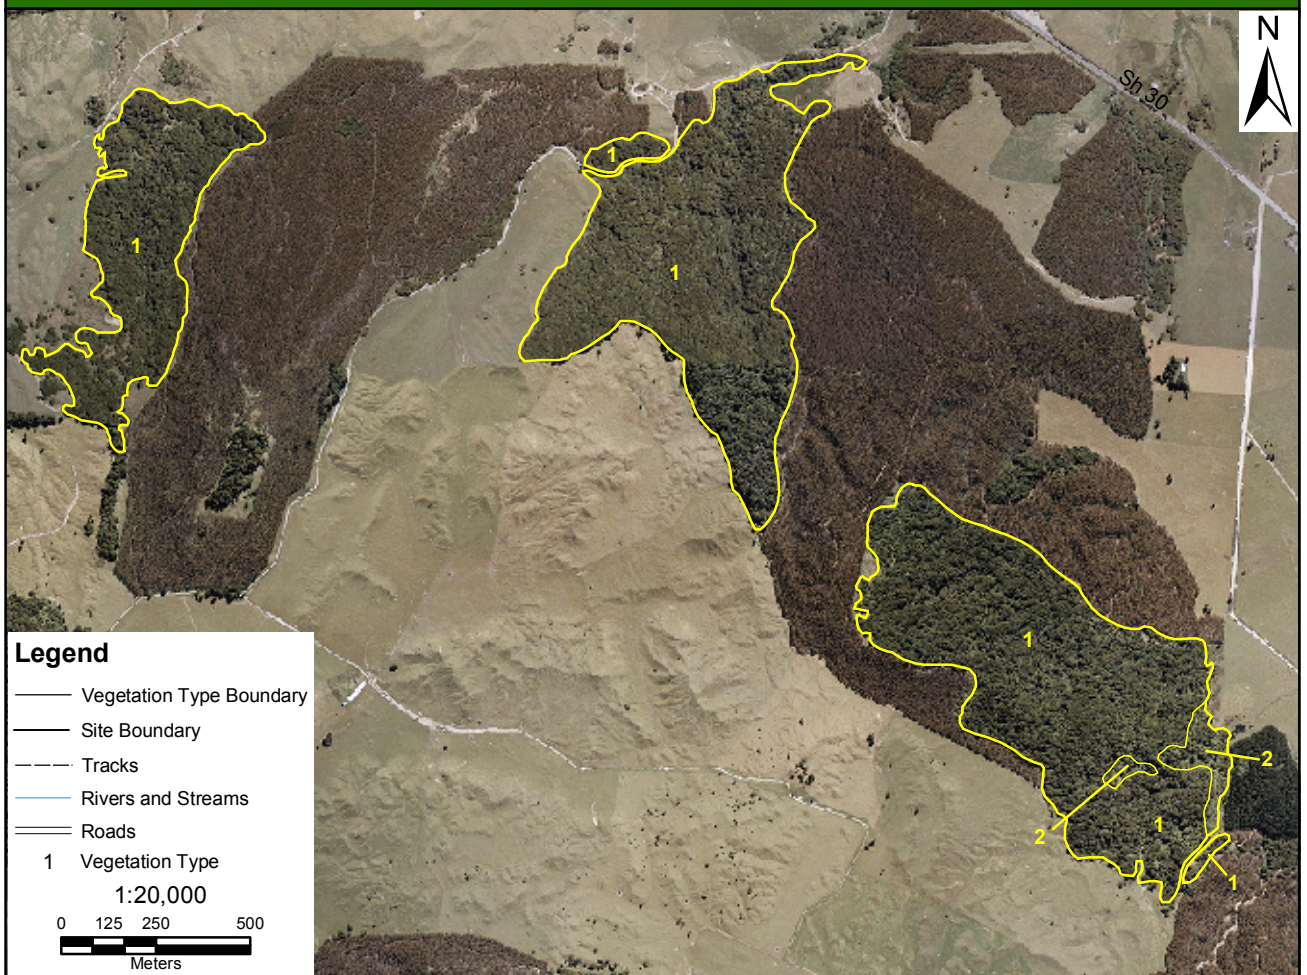 N
Sh 30
1
1
1
1
2
2
1
1
Legend
Vegetation Type Boundary
Site Boundary
Tracks
Rivers and Streams
Roads
1 Vegetation Type
1:20,000
0 125 250 500
Meters